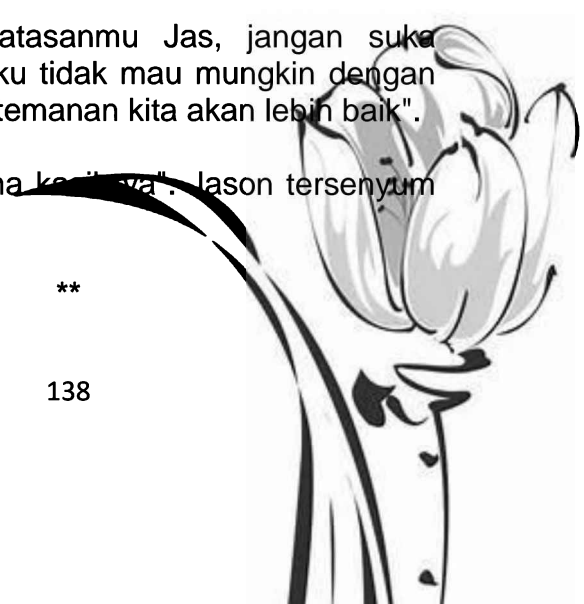 atasanmu Jas, jangan suka
ku tidak mau mungkin dengan
temanan kita akan lebih baik".
Jason tersenyum
**
138